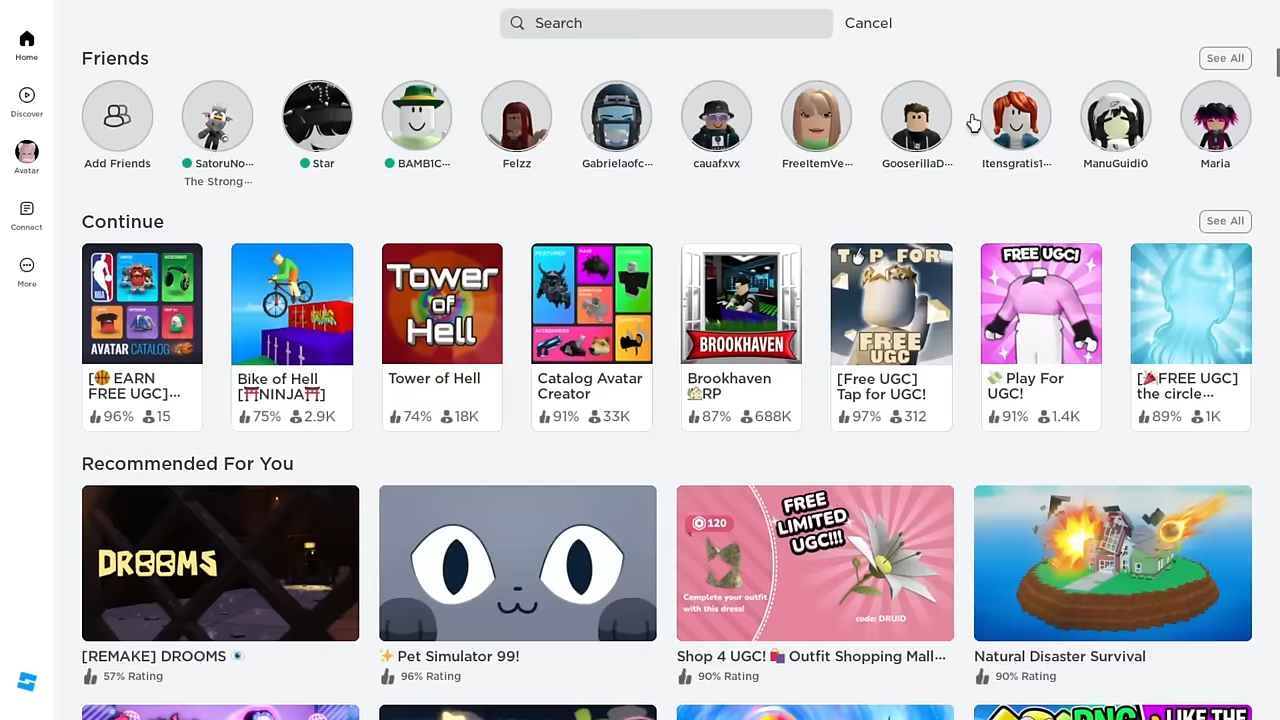 Search
Cancel
Friends
See All
Home
Discover
Avatar
Connect
More
Add Friends
SatoruNo···
The Strong···
Star
BAMB1C···
Felzz
Gabrielaofc···
cauafxvx
FreeItemVe···
GooserillaD···
Itensgratis1···
ManuGuidi0
Maria
Continue
See All
AVATAR CATALOG
[🏀 EARN
FREE UGC]···
96% 15
Bike of Hell
[⛩️NINJA⛩️]
75% 2.9K
Tower
of
Hell
Tower of Hell
74% 18K
Catalog Avatar
Creator
91% 33K
BROOKHAVEN
Brookhaven
🏡RP
87% 688K
TAP FOR
FREE
UGC
[Free UGC]
Tap for UGC!
97% 312
FREE UGC!
💸 Play For
UGC!
91% 1.4K
[🎉FREE UGC]
the circle···
89% 1K
Recommended For You
DROOMS
[REMAKE] DROOMS 👁️
57% Rating
✨ Pet Simulator 99!
96% Rating
120
FREE
LIMITED
UGC!!!
Complete your outfit
with this dress!
code: DRUID
Shop 4 UGC! 🛍️ Outfit Shopping Mall···
90% Rating
Natural Disaster Survival
90% Rating